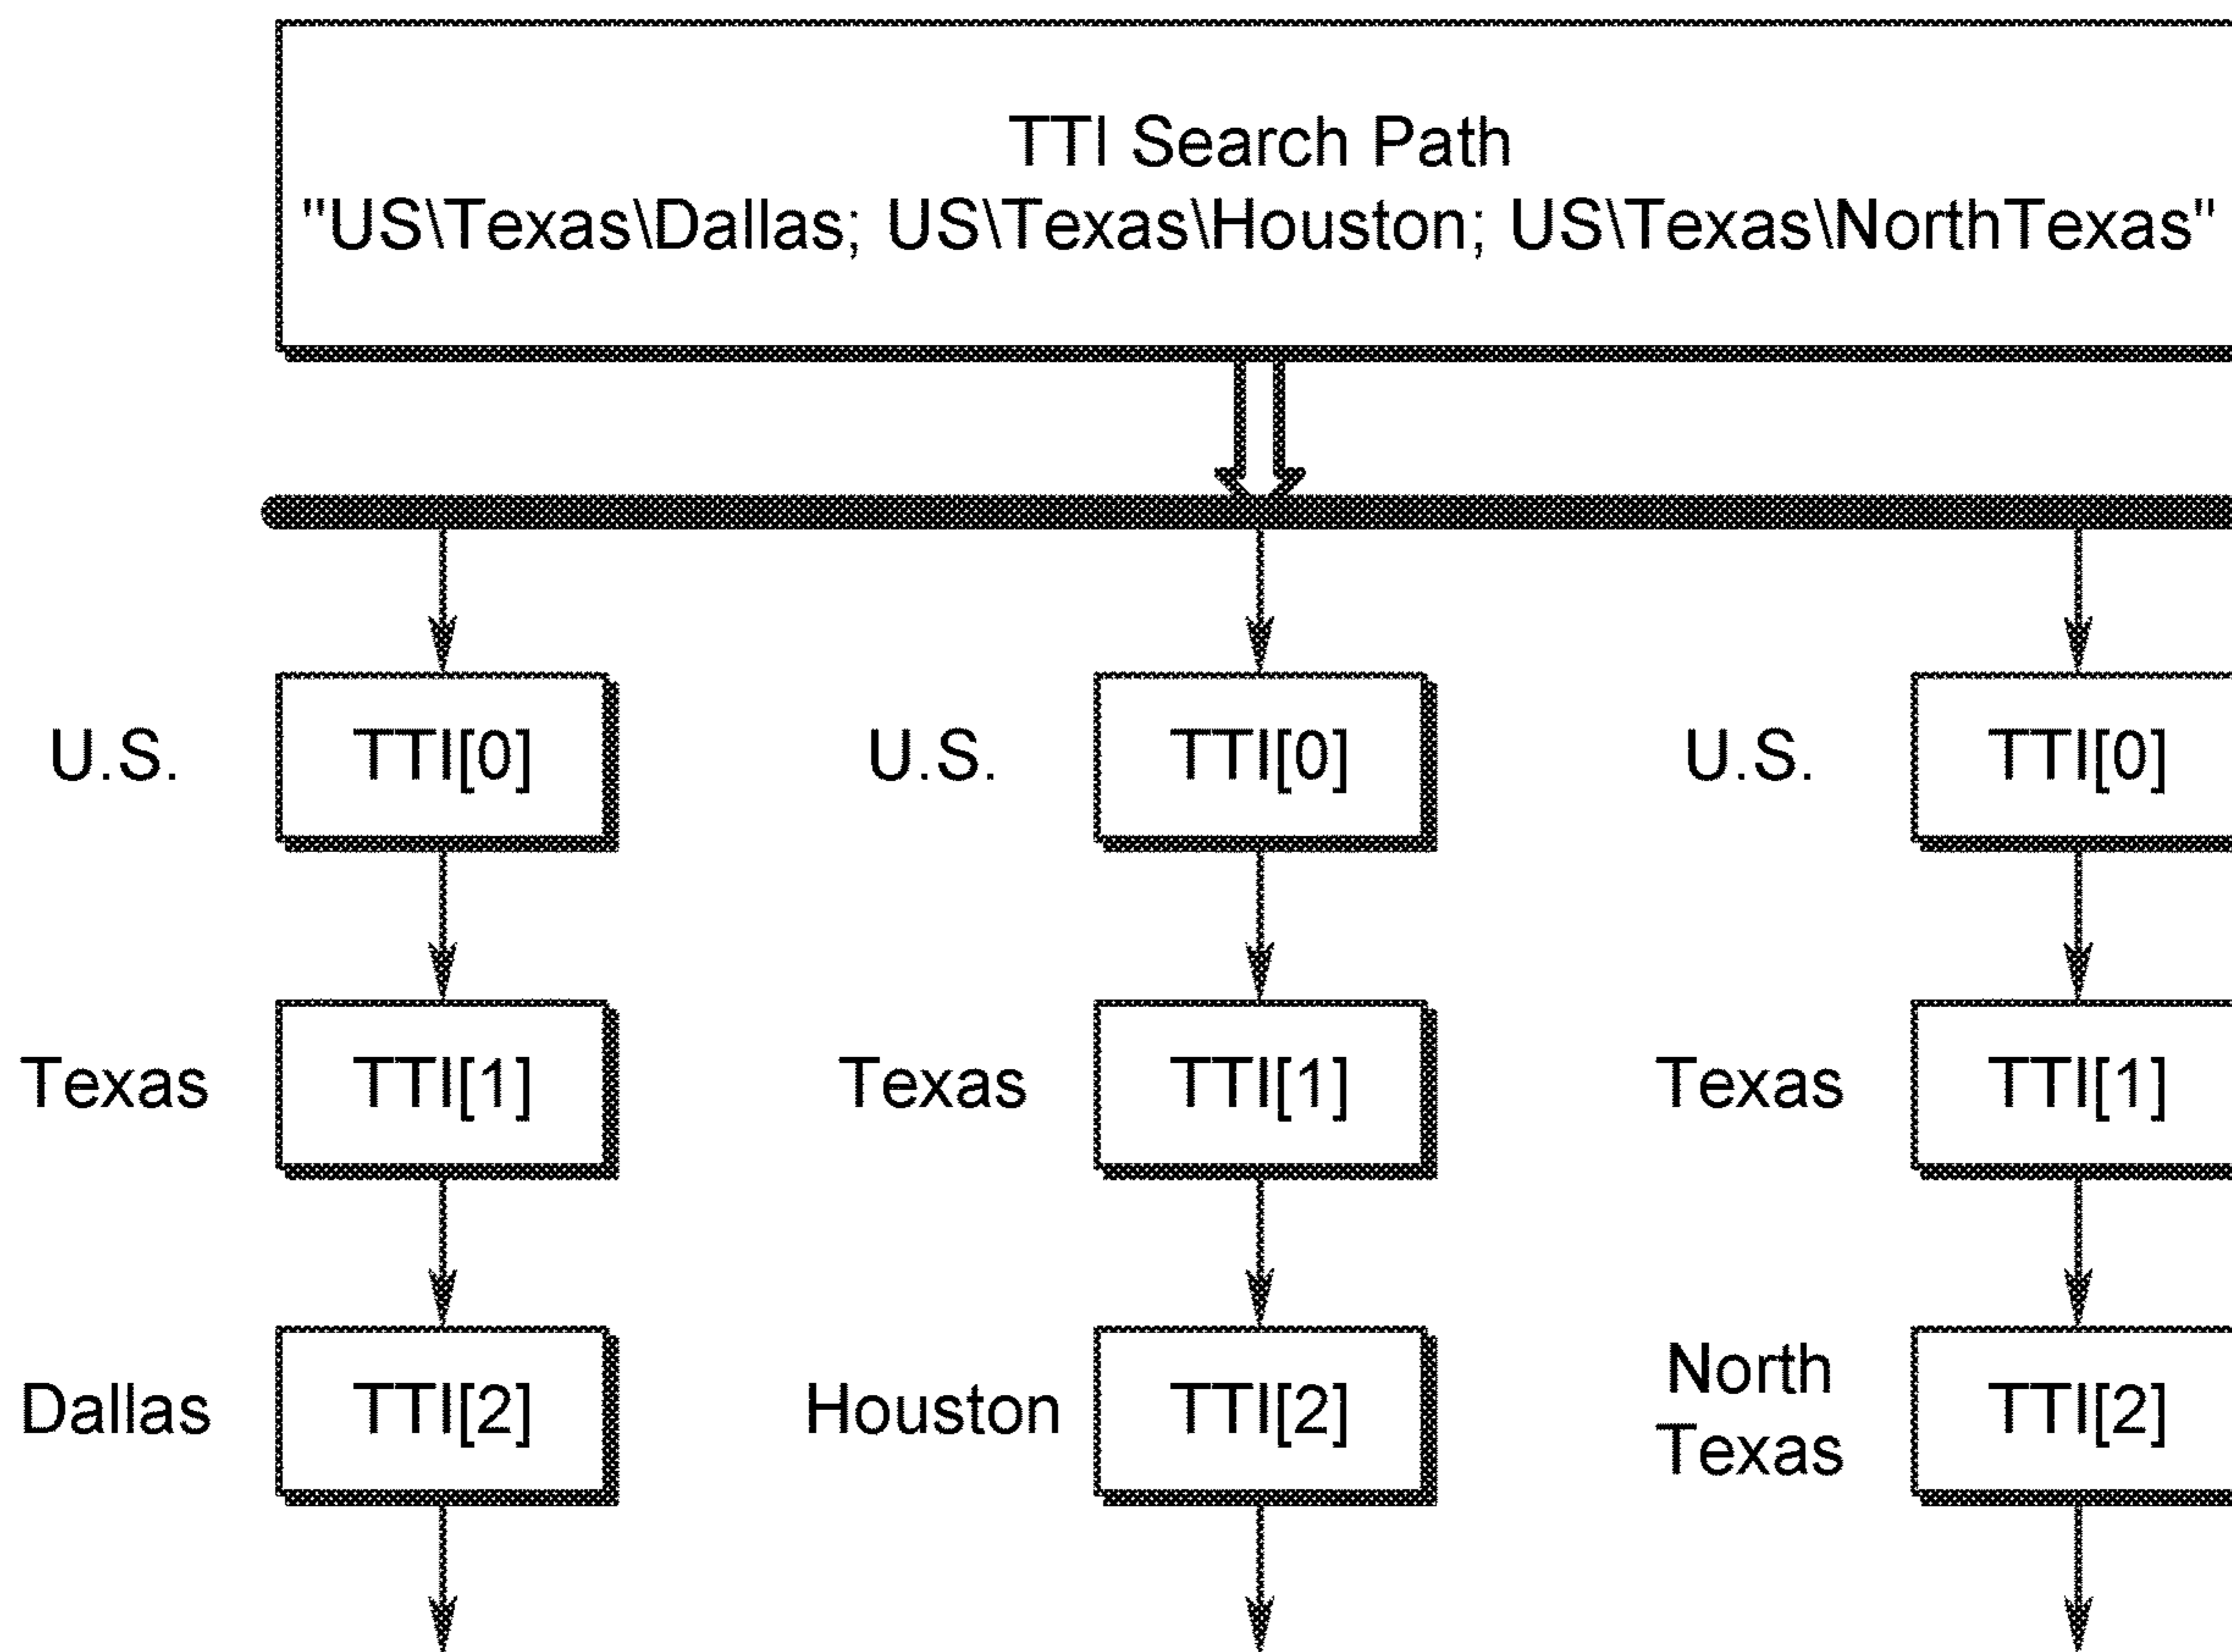 TTI Search Path
"US\Texas\Dallas; US\Texas\Houston; US\Texas\NorthTexas"
U.S. TTI[0] U.S. TTI[0] U.S. TTI[0]
Texas TTI[1] Texas TTI[1] Texas TTI[1]
Dallas TTI[2] Houston TTI[2] North
Texas TTI[2]